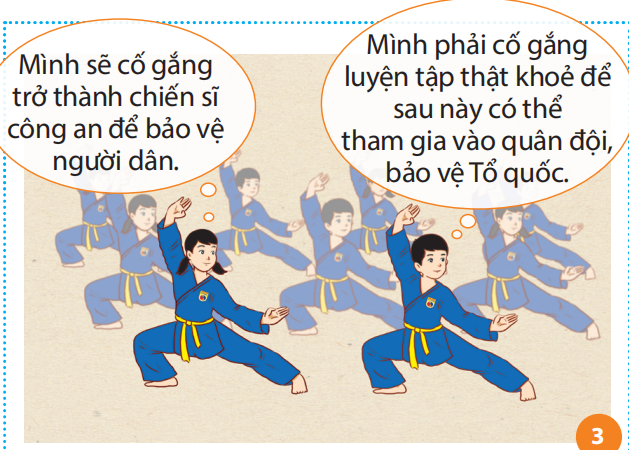 Mình sẽ cố gắng
trở thành chiến sĩ
công an để bảo vệ
người dân.
Mình phải cố gắng
luyện tập thật khoẻ để
sau này có thể
tham gia vào quân đội,
bảo vệ Tổ quốc.
3